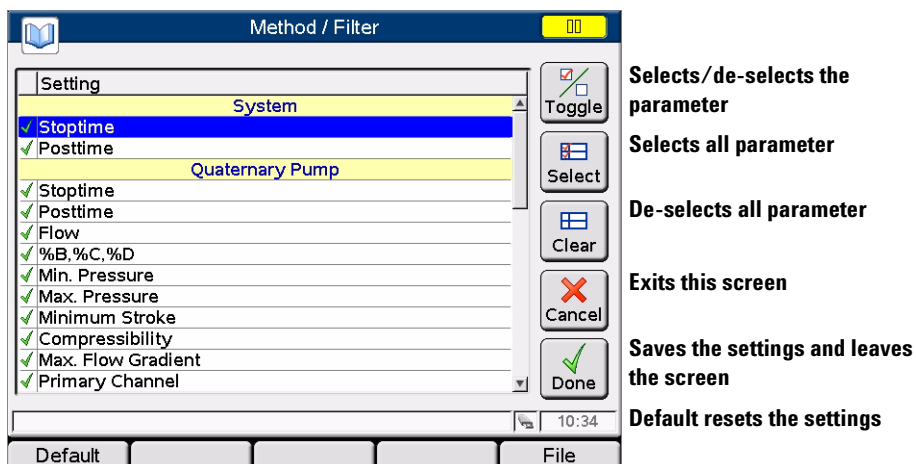 Method / Filter
Setting
System
Stoptime
Posttime
Quaternary Pump
Stoptime
Posttime
Flow
%B,%C,%D
Min. Pressure
Max. Pressure
Minimum Stroke
Compressibility
Max. Flow Gradient
Primary Channel
Toggle
Select
Clear
Cancel
Done
10:34
Default
File
Selects/de-selects the
parameter
Selects all parameter
De-selects all parameter
Exits this screen
Saves the settings and leaves
the screen
Default resets the settings